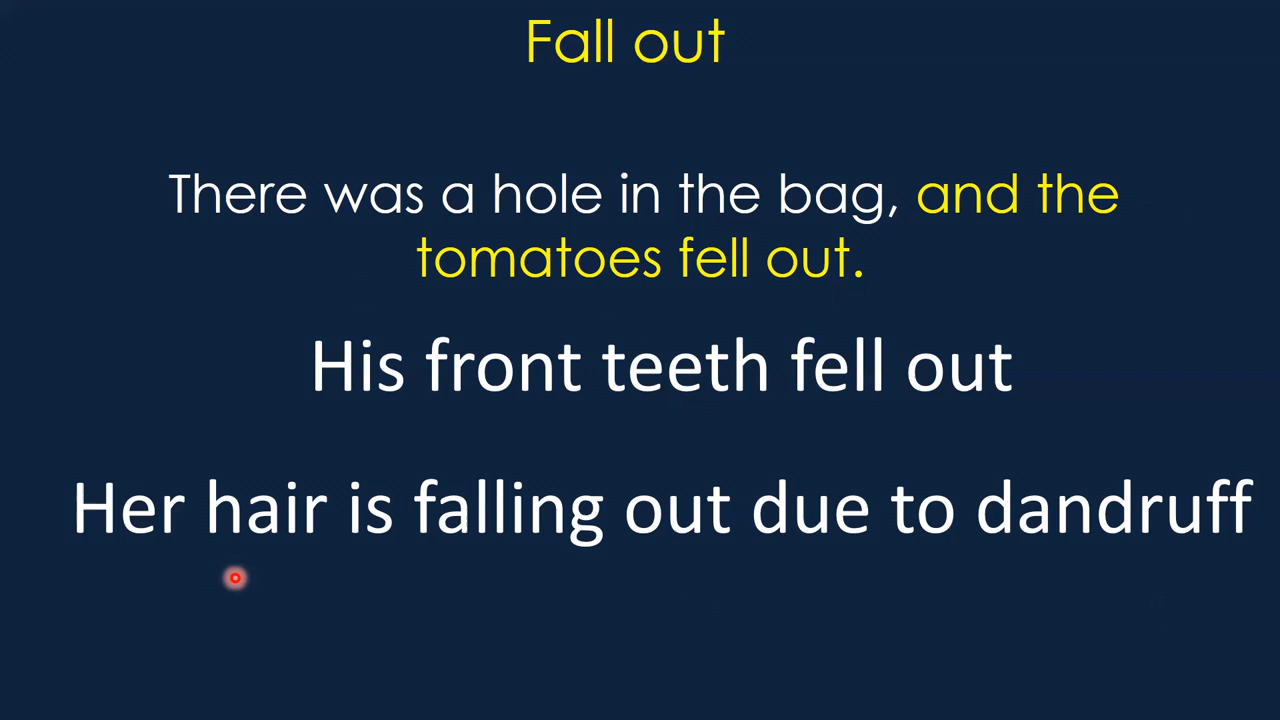 Fall out
There was a hole in the bag, and the
tomatoes fell out.
His front teeth fell out
Her hair is falling out due to dandruff